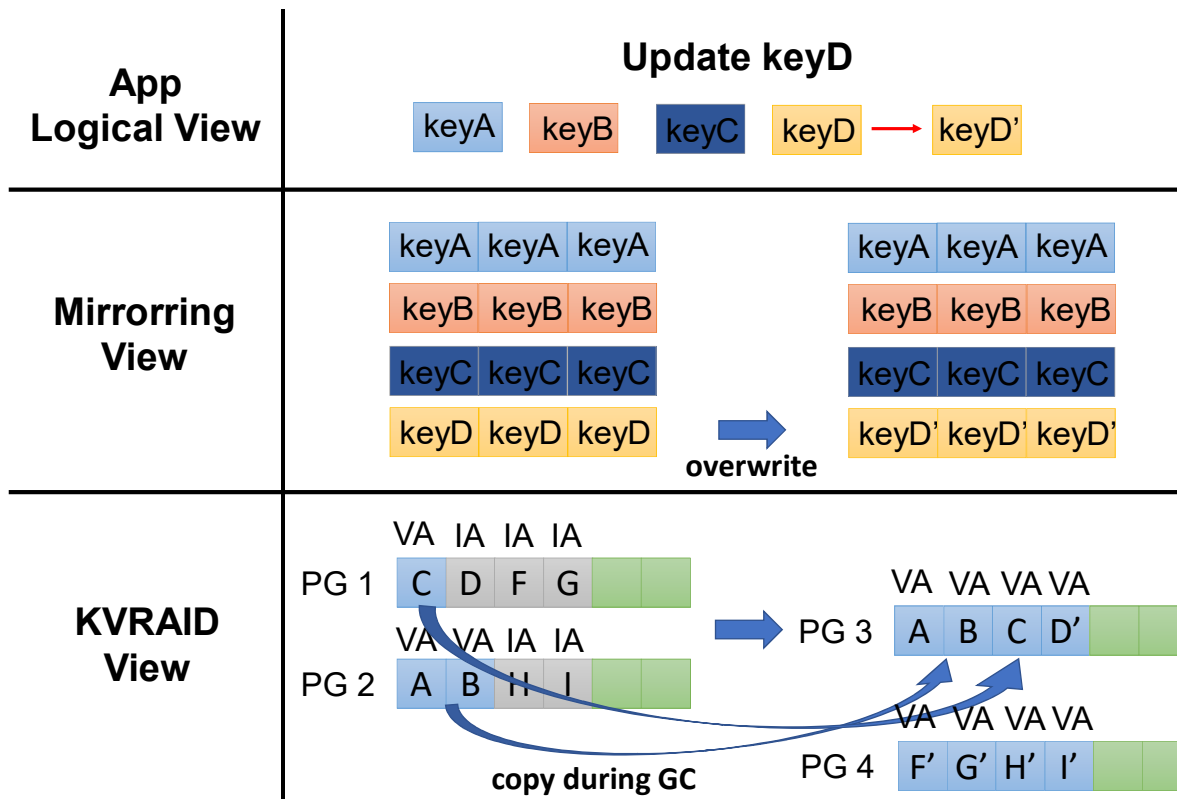 App
Logical View
Update keyD
keyA keyB keyC keyD keyD'
Mirrorring
View
keyA keyA keyA keyA keyA keyA
keyB keyB keyB keyB keyB keyB
keyC keyC keyC keyC keyC keyC
keyD keyD keyD keyD' keyD' keyD'
overwrite
KVRAID
View
VA IA IA IA
PG 1 C D F G
VA VA IA IA
PG 2 A B H I
VA VA VA VA
PG 3 A B C D’
VA VA VA VA
PG 4 F’ G’ H’ I’
copy during GC